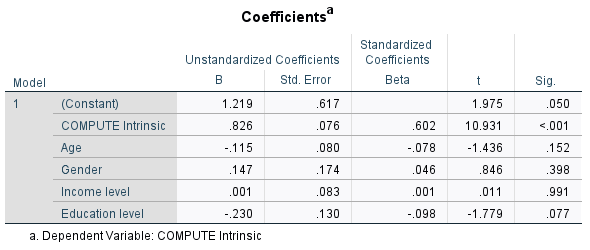 Coefficientsa
Unstandardized Coefficients Standardized Coefficients
Model B Std. Error Beta t Sig.
1 (Constant) 1.219 .617 1.975 .050
COMPUTE Intrinsic .826 .076 .602 10.931 <.001
Age -.115 .080 -.078 -1.436 .152
Gender .147 .174 .046 .846 .398
Income level .001 .083 .001 .011 .991
Education level -.230 .130 -.098 -1.779 .077
a. Dependent Variable: COMPUTE Intrinsic